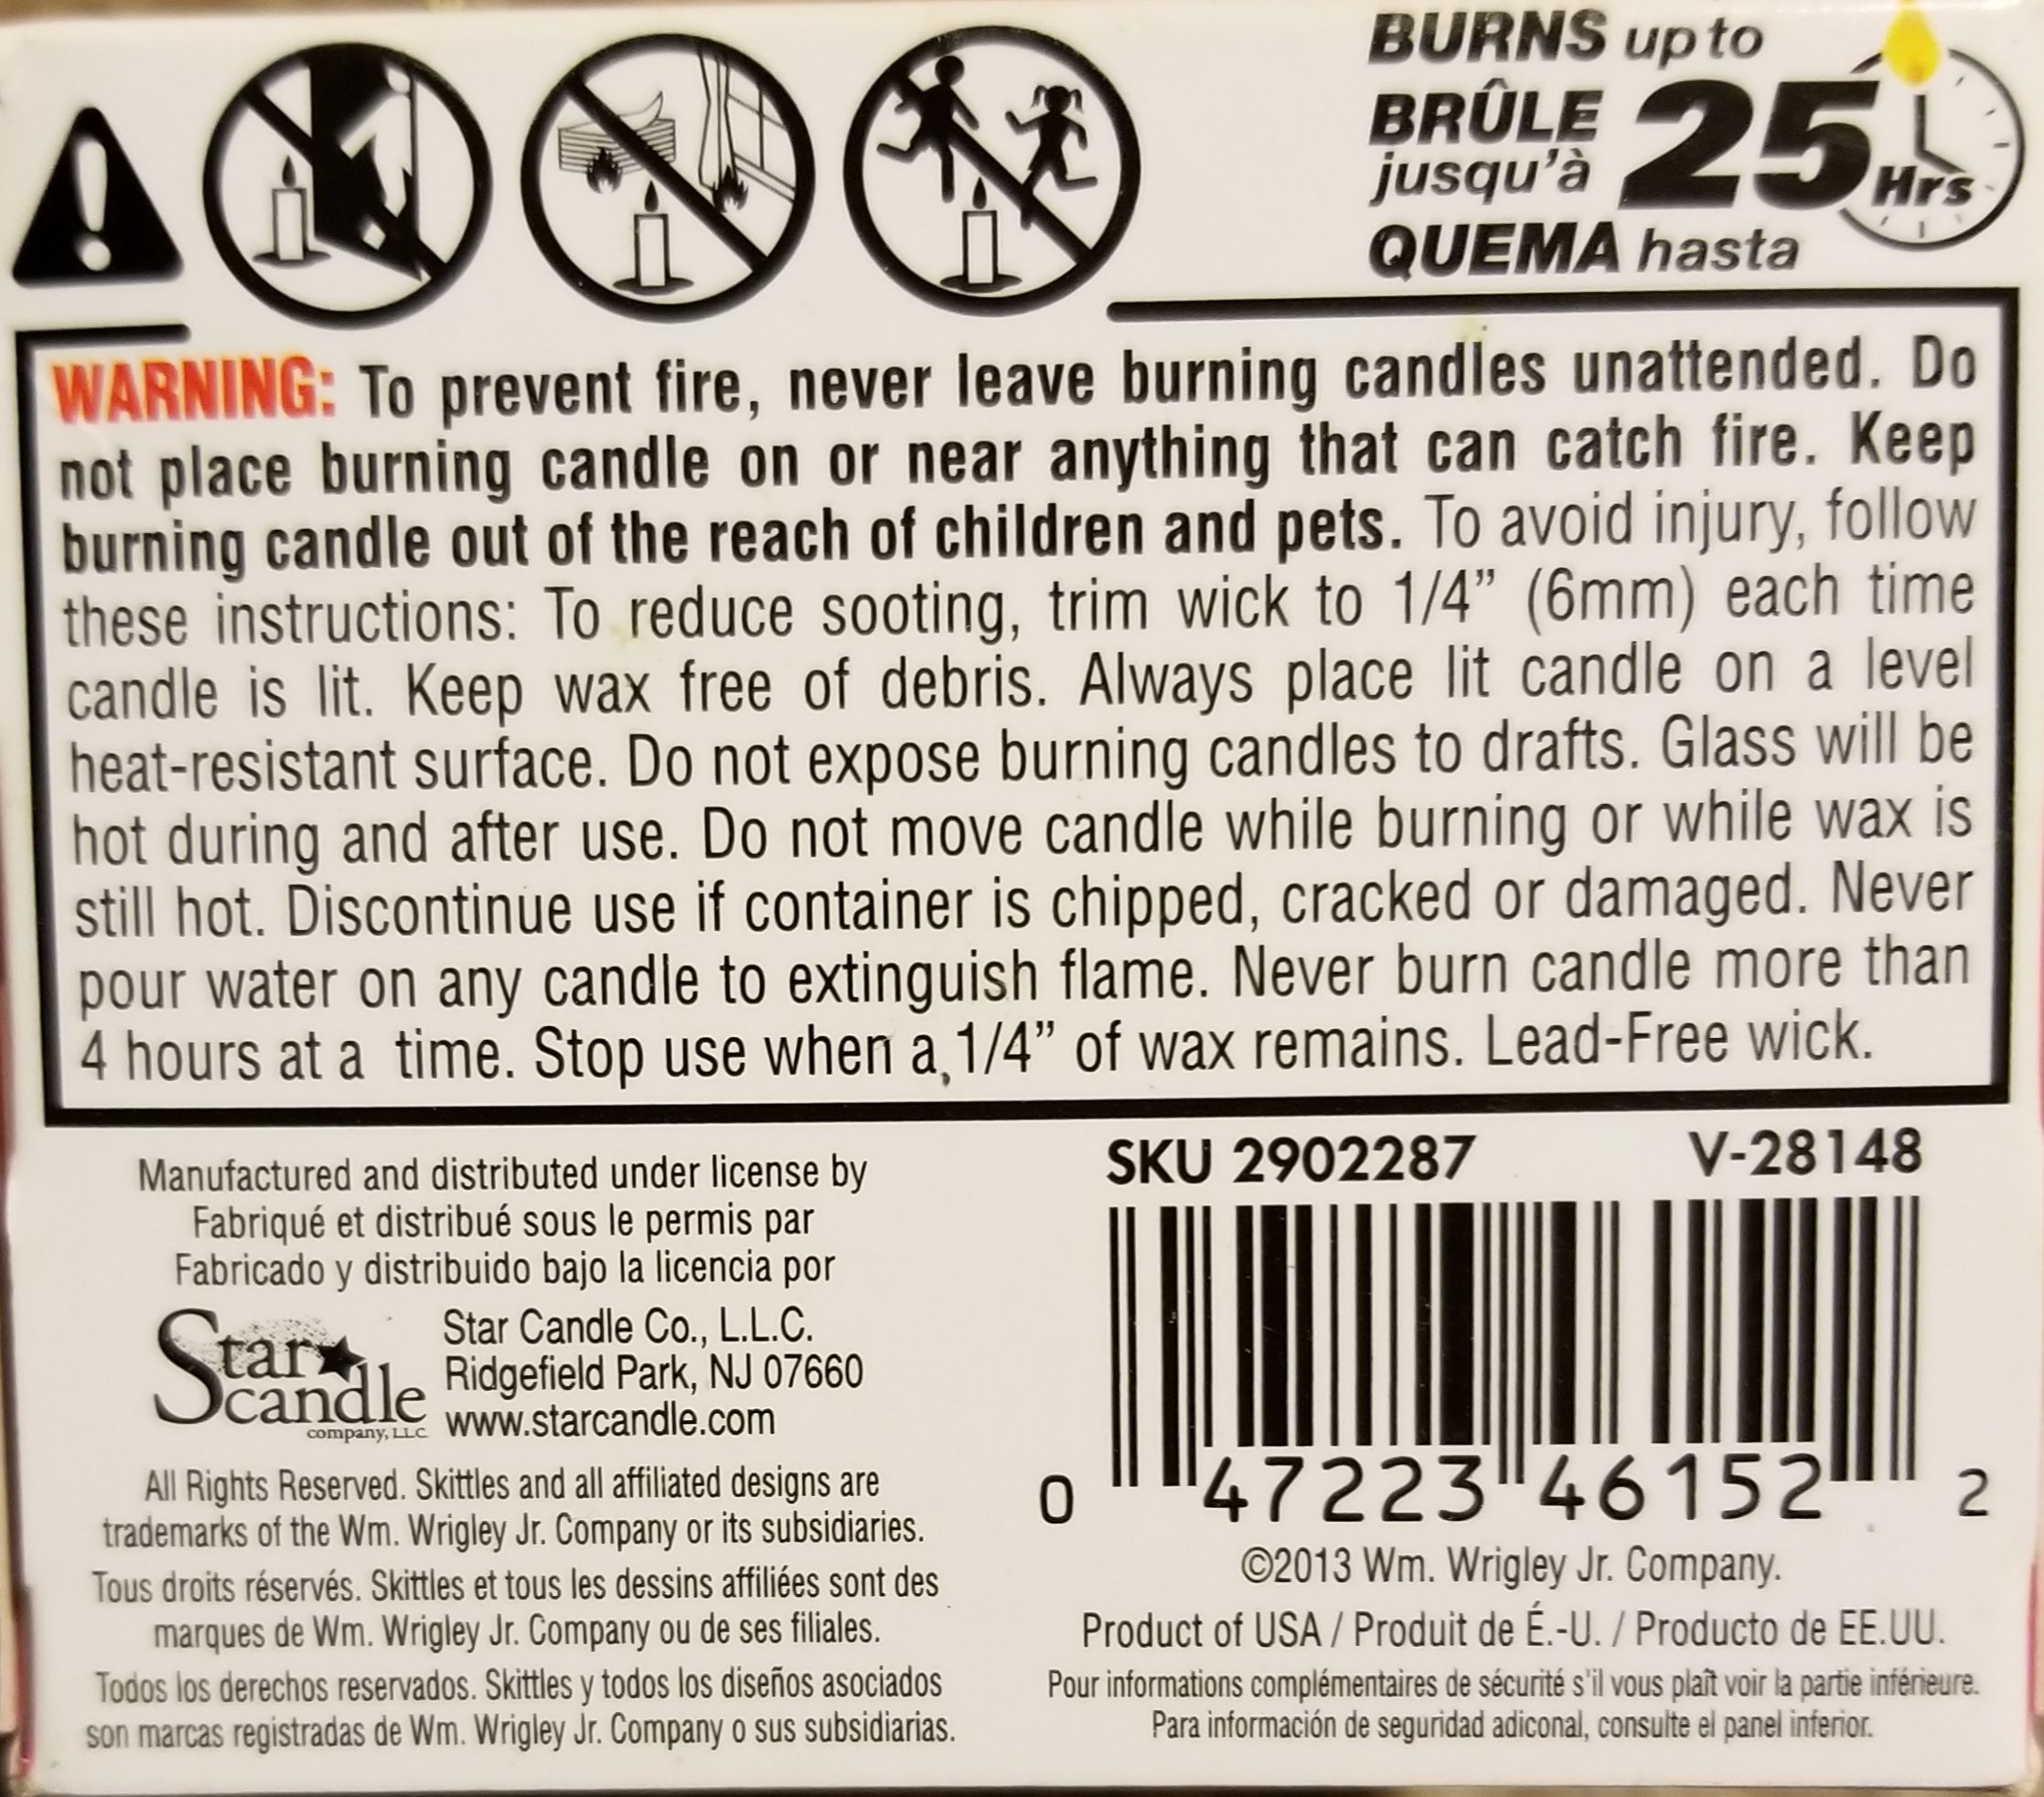 BURNS up to
BRÛLE
jusqu'à
25 Hrs
QUEMA hasta
WARNING: To prevent fire, never leave burning candles unattended. Do
not place burning candle on or near anything that can catch fire. Keep
burning candle out of the reach of children and pets. To avoid injury, follow
these instructions: To reduce sooting, trim wick to 1/4” (6mm) each time
candle is lit. Keep wax free of debris. Always place lit candle on a level
heat-resistant surface. Do not expose burning candles to drafts. Glass will be
hot during and after use. Do not move candle while burning or while wax is
still hot. Discontinue use if container is chipped, cracked or damaged. Never
pour water on any candle to extinguish flame. Never burn candle more than
4 hours at a time. Stop use when a 1/4” of wax remains. Lead-Free wick.
Manufactured and distributed under license by
Fabriqué et distribué sous le permis par
Fabricado y distribuido bajo la licencia por
Star
candle
company, LLC
Star Candle Co., L.L.C.
Ridgefield Park, NJ 07660
www.starcandle.com
All Rights Reserved. Skittles and all affiliated designs are
trademarks of the Wm. Wrigley Jr. Company or its subsidiaries.
Tous droits réservés. Skittles et tous les dessins affiliées sont des
marques de Wm. Wrigley Jr. Company ou de ses filiales.
Todos los derechos reservados. Skittles y todos los diseños asociados
son marcas registradas de Wm. Wrigley Jr. Company o sus subsidiarias.
SKU 2902287 V-28148
0 47223 46152 2
©2013 Wm. Wrigley Jr. Company.
Product of USA / Produit de É.-U. / Producto de EE.UU.
Pour informations complémentaires de sécurité s'il vous plaît voir la partie inférieure.
Para información de seguridad adiconal, consulte el panel inferior.